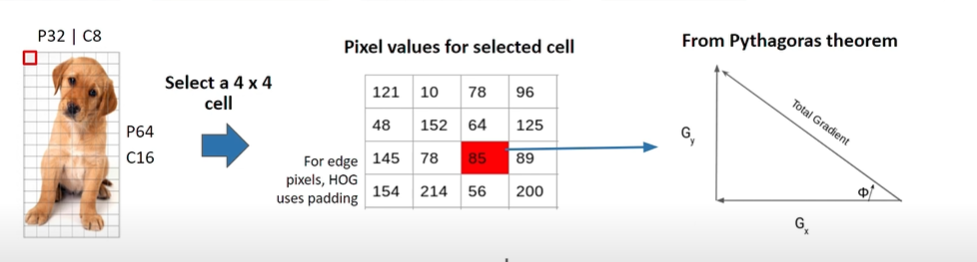 P32 | C8
P64
C16
Select a 4 x 4
cell
Pixel values for selected cell
121 10 78 96
48 152 64 125
145 78 85 89
154 214 56 200
For edge
pixels, HOG
uses padding
From Pythagoras theorem
Total Gradient
Gy
Φ
Gx